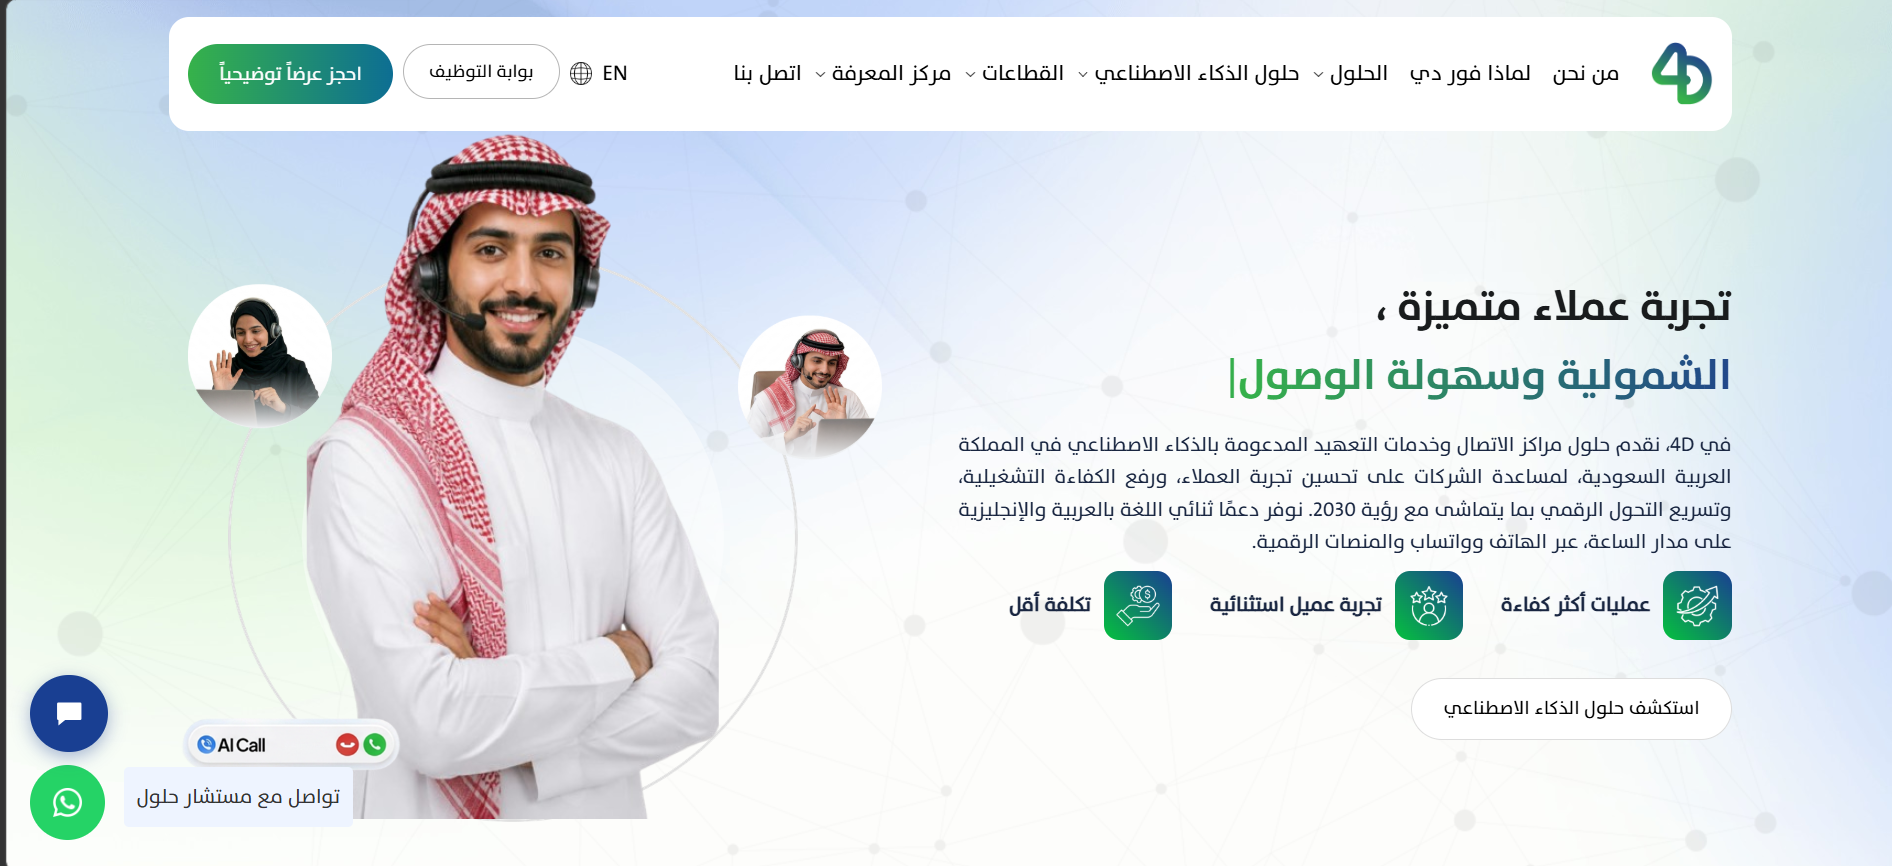 4D
من نحن
لماذا فور دي
الحلول
حلول الذكاء الاصطناعي
القطاعات
مركز المعرفة
اتصل بنا
EN
بوابة التوظيف
احجز عرضاً توضيحياً
تجربة عملاء متميزة ،
الشمولية وسهولة الوصول|
في 4D، نقدم حلول مراكز الاتصال وخدمات التعهيد المدعومة بالذكاء الاصطناعي في المملكة
العربية السعودية، لمساعدة الشركات على تحسين تجربة العملاء، ورفع الكفاءة التشغيلية،
وتسريع التحول الرقمي بما يتماشى مع رؤية 2030. نوفر دعمًا ثنائي اللغة بالعربية والإنجليزية
على مدار الساعة، عبر الهاتف وواتساب والمنصات الرقمية.
عمليات أكثر كفاءة
تجربة عميل استثنائية
تكلفة أقل
استكشف حلول الذكاء الاصطناعي
AI Call
تواصل مع مستشار حلول